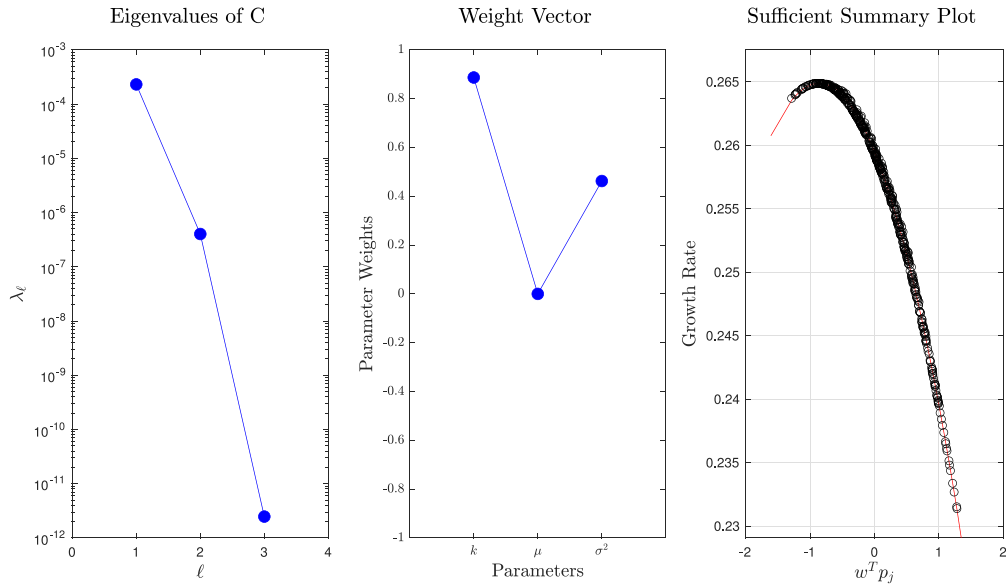 Eigenvalues of C
10^-3
10^-4
10^-5
10^-6
10^-7
10^-8
10^-9
10^-10
10^-11
10^-12
λ_ℓ
0 1 2 3 4
ℓ
Weight Vector
1
0.8
0.6
0.4
0.2
0
-0.2
-0.4
-0.6
-0.8
-1
Parameter Weights
k μ σ²
Parameters
Sufficient Summary Plot
0.265
0.26
0.255
0.25
0.245
0.24
0.235
0.23
Growth Rate
-2 -1 0 1 2
w^T p_j